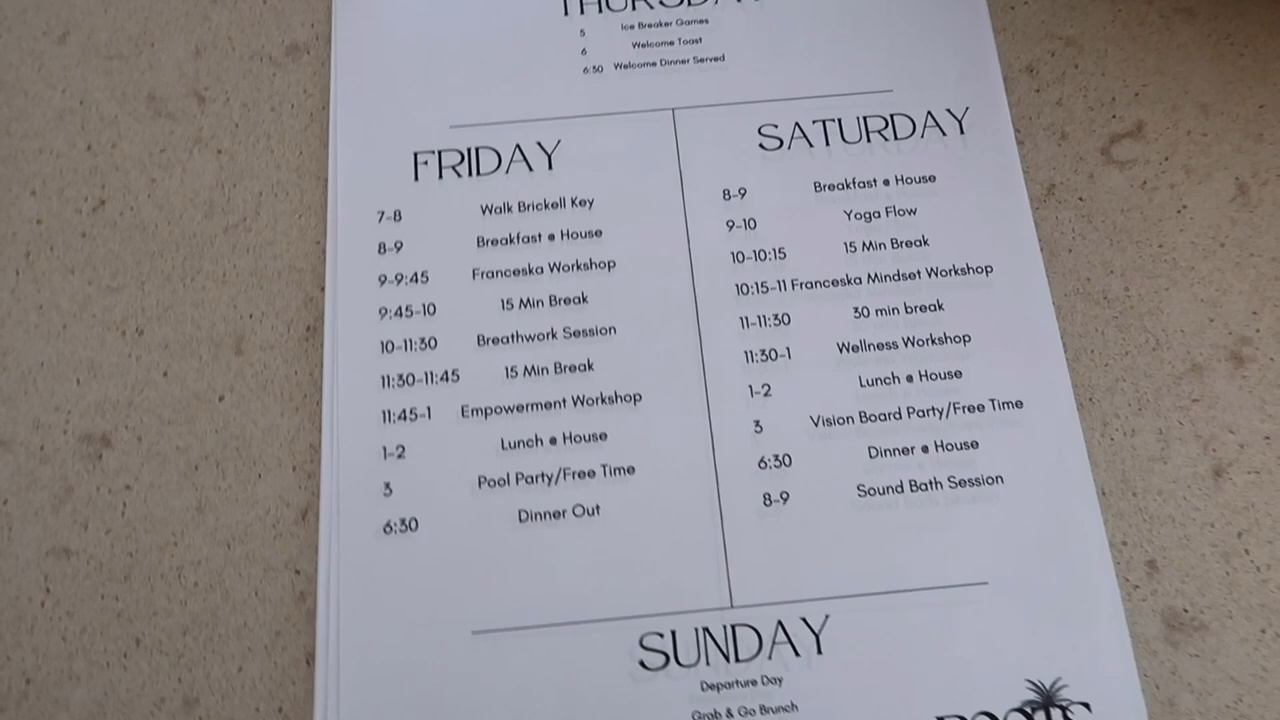 THURSDAY
5 Ice Breaker Games
6 Welcome Toast
6:30 Welcome Dinner Served
FRIDAY
7-8 Walk Brickell Key
8-9 Breakfast @ House
9-9:45 Franceska Workshop
9:45-10 15 Min Break
10-11:30 Breathwork Session
11:30-11:45 15 Min Break
11:45-1 Empowerment Workshop
1-2 Lunch @ House
3 Pool Party/Free Time
6:30 Dinner Out
SATURDAY
8-9 Breakfast @ House
9-10 Yoga Flow
10-10:15 15 Min Break
10:15-11 Franceska Mindset Workshop
11-11:30 30 min break
11:30-1 Wellness Workshop
1-2 Lunch @ House
3 Vision Board Party/Free Time
6:30 Dinner @ House
8-9 Sound Bath Session
SUNDAY
Departure Day
Grab & Go Brunch
ROOTS